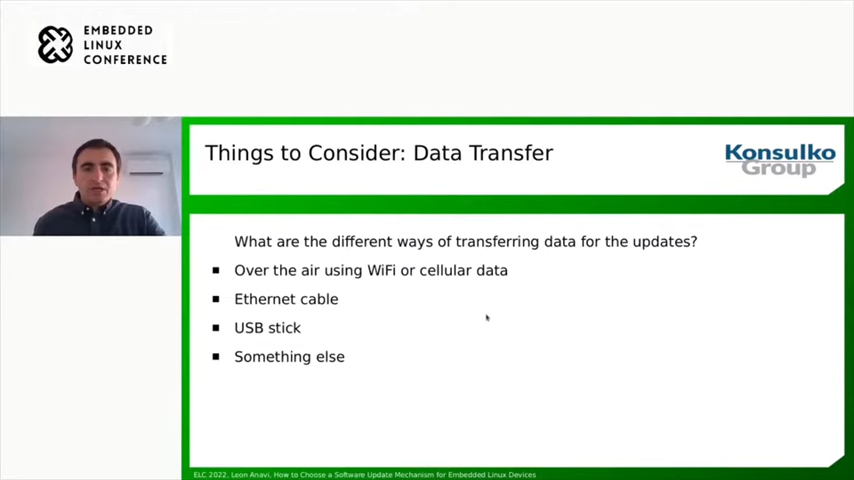 EMBEDDED
LINUX
CONFERENCE
Things to Consider: Data Transfer
Konsulko
Group
What are the different ways of transferring data for the updates?
Over the air using WiFi or cellular data
Ethernet cable
USB stick
Something else
ELC 2022, Leon Anavi, How to Choose a Software Update Mechanism for Embedded Linux Devices